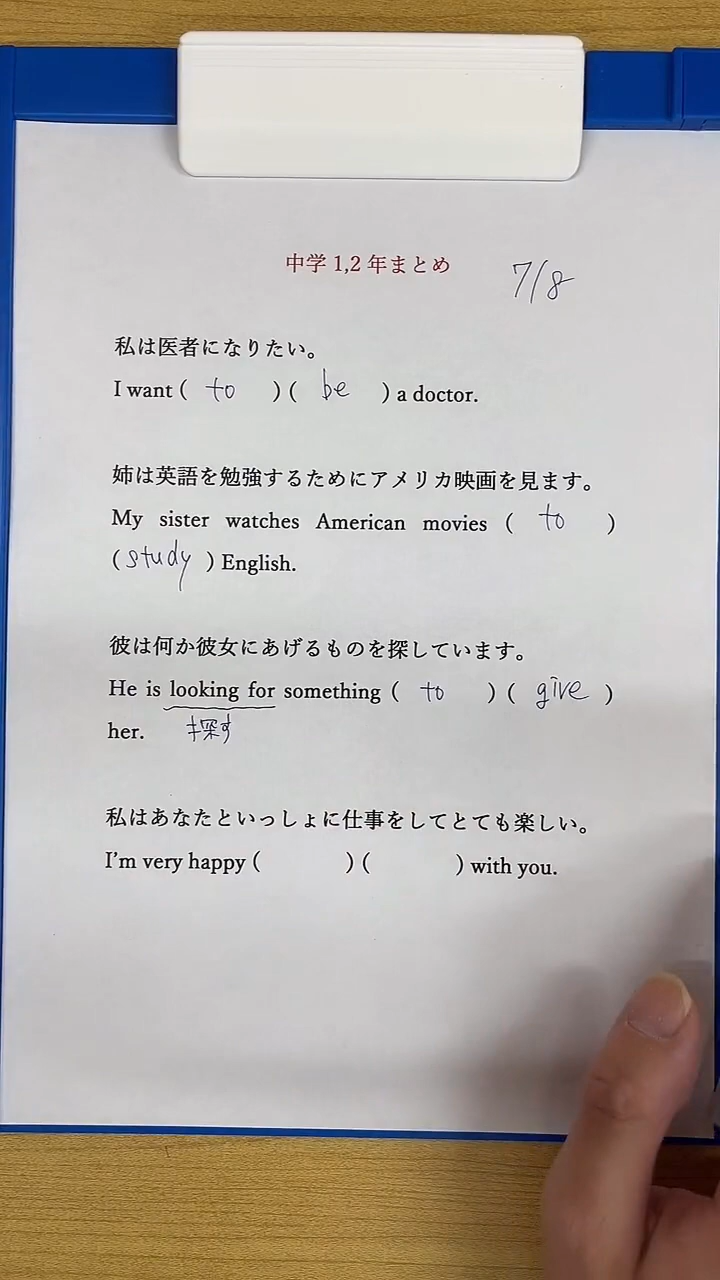 中学 1,2 年まとめ
7/8
私は医者になりたい。
I want ( to ) ( be ) a doctor.
姉は英語を勉強するためにアメリカ映画を見ます。
My sister watches American movies ( to )
( study ) English.
彼は何か彼女にあげるものを探しています。
He is looking for something ( to ) ( give )
her. 探す
私はあなたといっしょに仕事をしてとても楽しい。
I'm very happy ( ) ( ) with you.